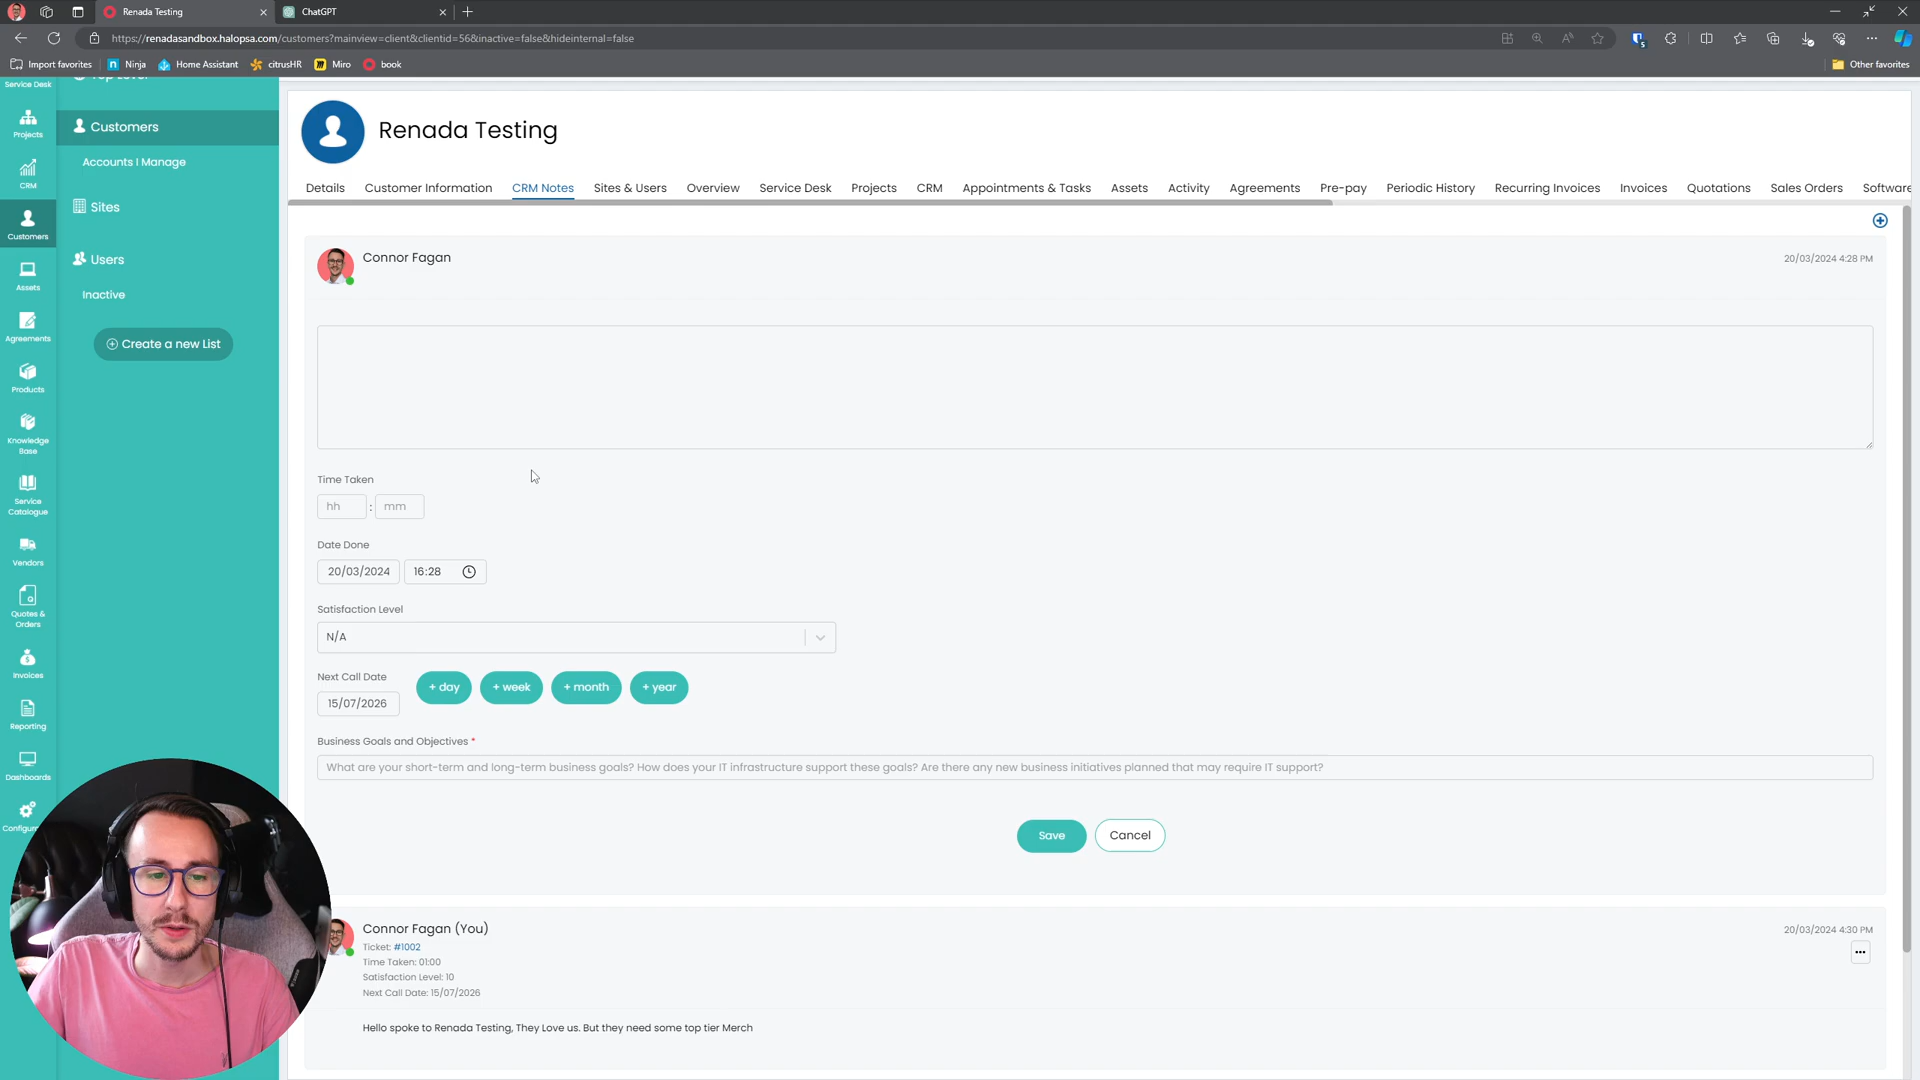 Renada Testing
ChatGPT
https://renadasandbox.halopsa.com/customers?mainview=client&clientid=56&inactive=false&hideinternal=false
Import favorites
Ninja
Home Assistant
citrusHR
Miro
book
Other favorites
Service Desk
Projects
CRM
Customers
Assets
Agreements
Products
Knowledge
Base
Service
Catalogue
Vendors
Quotes &
Orders
Invoices
Reporting
Dashboards
Top Level
Customers
Accounts I Manage
Sites
Users
Inactive
Create a new List
Renada Testing
Details Customer Information CRM Notes Sites & Users Overview Service Desk Projects CRM Appointments & Tasks Assets Activity Agreements Pre-pay Periodic History Recurring Invoices Invoices Quotations Sales Orders Software
Connor Fagan
20/03/2024 4:28 PM
Time Taken
hh : mm
Date Done
20/03/2024 16:28
Satisfaction Level
N/A
Next Call Date
+ day + week + month + year
15/07/2026
Business Goals and Objectives *
What are your short-term and long-term business goals? How does your IT infrastructure support these goals? Are there any new business initiatives planned that may require IT support?
Save Cancel
Connor Fagan (You)
20/03/2024 4:30 PM
Ticket: #1002
Time Taken: 01:00
Satisfaction Level: 10
Next Call Date: 15/07/2026
Hello spoke to Renada Testing, They Love us. But they need some top tier Merch